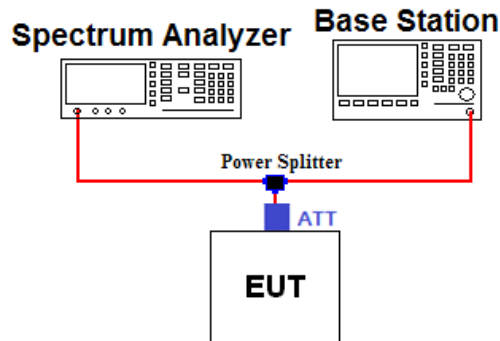 Spectrum Analyzer
Base Station
Power Splitter
ATT
EUT